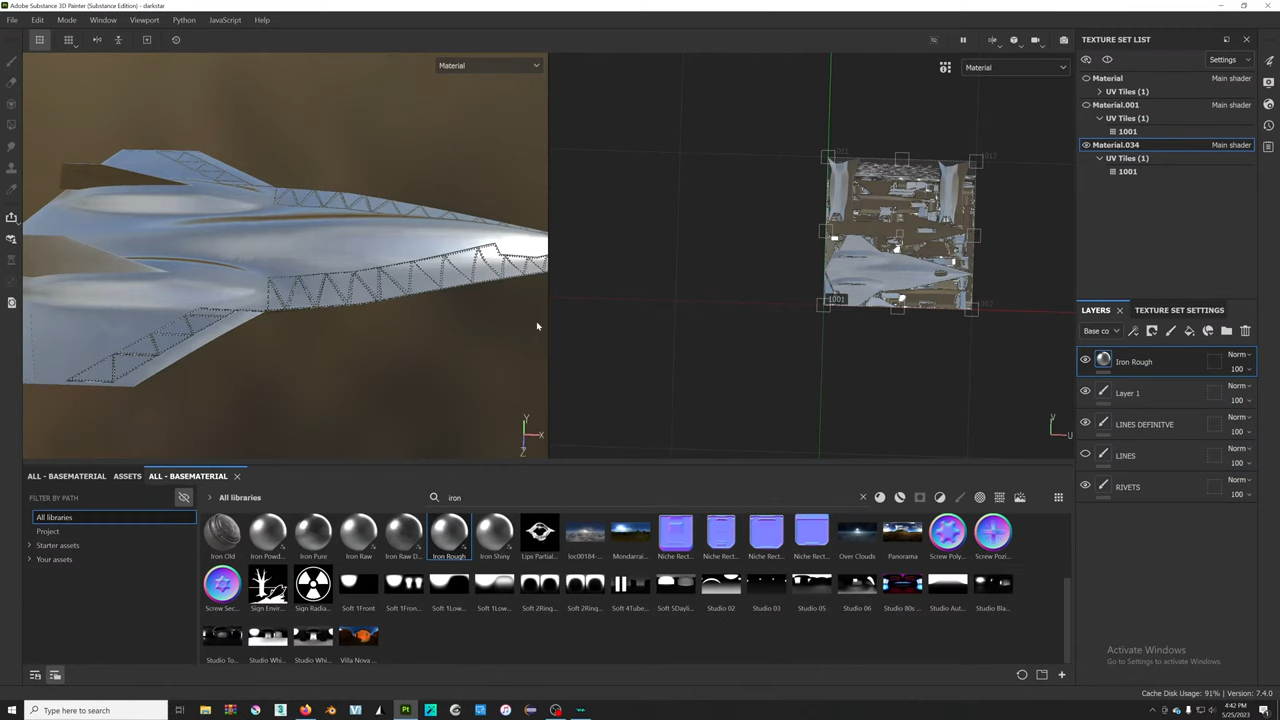 Adobe Substance 3D Painter (Substance Edition) - darkstar
File Edit Mode Window Viewport Python JavaScript Help
Material
Material
1011
1012
1001
1002
Y
X
Z
V
U
TEXTURE SET LIST
Settings
Material Main shader
UV Tiles (1)
Material.001 Main shader
UV Tiles (1)
1001
Material.034 Main shader
UV Tiles (1)
1001
LAYERS TEXTURE SET SETTINGS
Base co
Iron Rough Norm
100
Layer 1 Norm
100
LINES DEFINITVE Norm
100
LINES Norm
100
RIVETS Norm
100
ALL - BASEMATERIAL ASSETS ALL - BASEMATERIAL
FILTER BY PATH All libraries iron
All libraries
Project
Starter assets
Your assets
Iron Old Iron Powd... Iron Pure Iron Raw Iron Raw D... Iron Rough Iron Shiny Lips Partial... loc00184-... Mondarrai... Niche Rect... Niche Rect... Niche Rect... Niche Rect... Over Clouds Panorama Screw Poly... Screw Pozi...
Screw Sec... Sign Envir... Sign Radia... Soft 1Front Soft 1Fron... Soft 1Low... Soft 1Low... Soft 2Ring... Soft 2Ring... Soft 4Tube... Soft 5Dayli... Studio 02 Studio 03 Studio 05 Studio 06 Studio 80s ... Studio Aut... Studio Bla...
Studio To... Studio Whi... Studio Whi... Villa Nova ...
Activate Windows
Go to Settings to activate Windows.
Cache Disk Usage: 91% | Version: 7.4.0
Type here to search
4:42 PM
5/25/2023